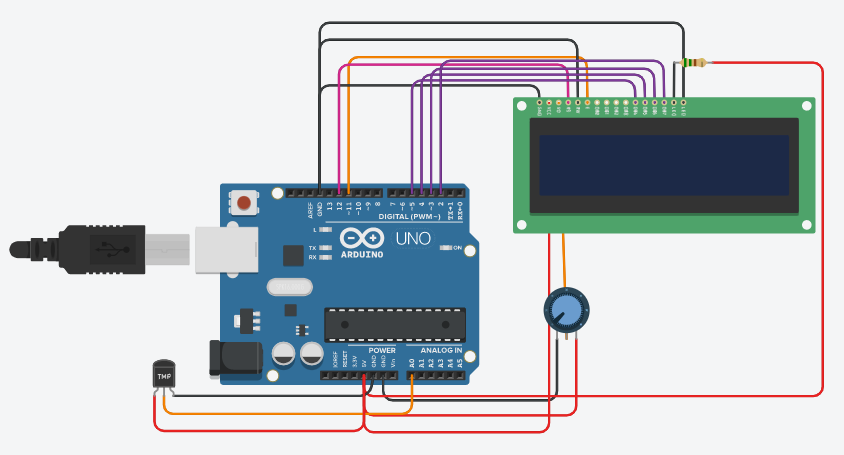 GND VCC V0 RS RW E DB0 DB1 DB2 DB3 DB4 DB5 DB6 DB7 LED LED
AREF
GND
13
12
~11
~10
~9
8
7
~6
~5
4
~3
2
TX→1
RX←0
DIGITAL (PWM~)
L
TX
RX
UNO
ARDUINO
ON
POWER
ANALOG IN
IOREF
RESET
3.3V
5V
GND
GND
Vin
A0
A1
A2
A3
A4
A5
TMP